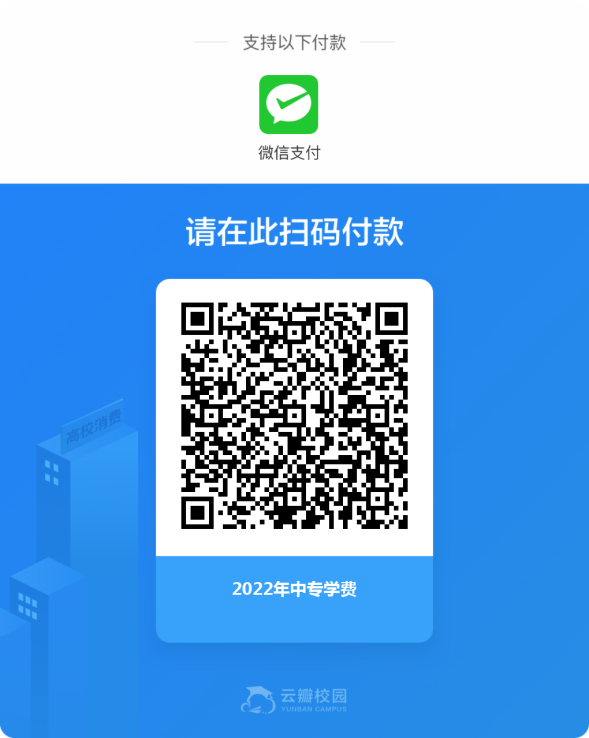 支持以下付款
微信支付
请在此扫码付款
高校消费
2022年中专学费
云瓣校园
YUNBAN CAMPUS